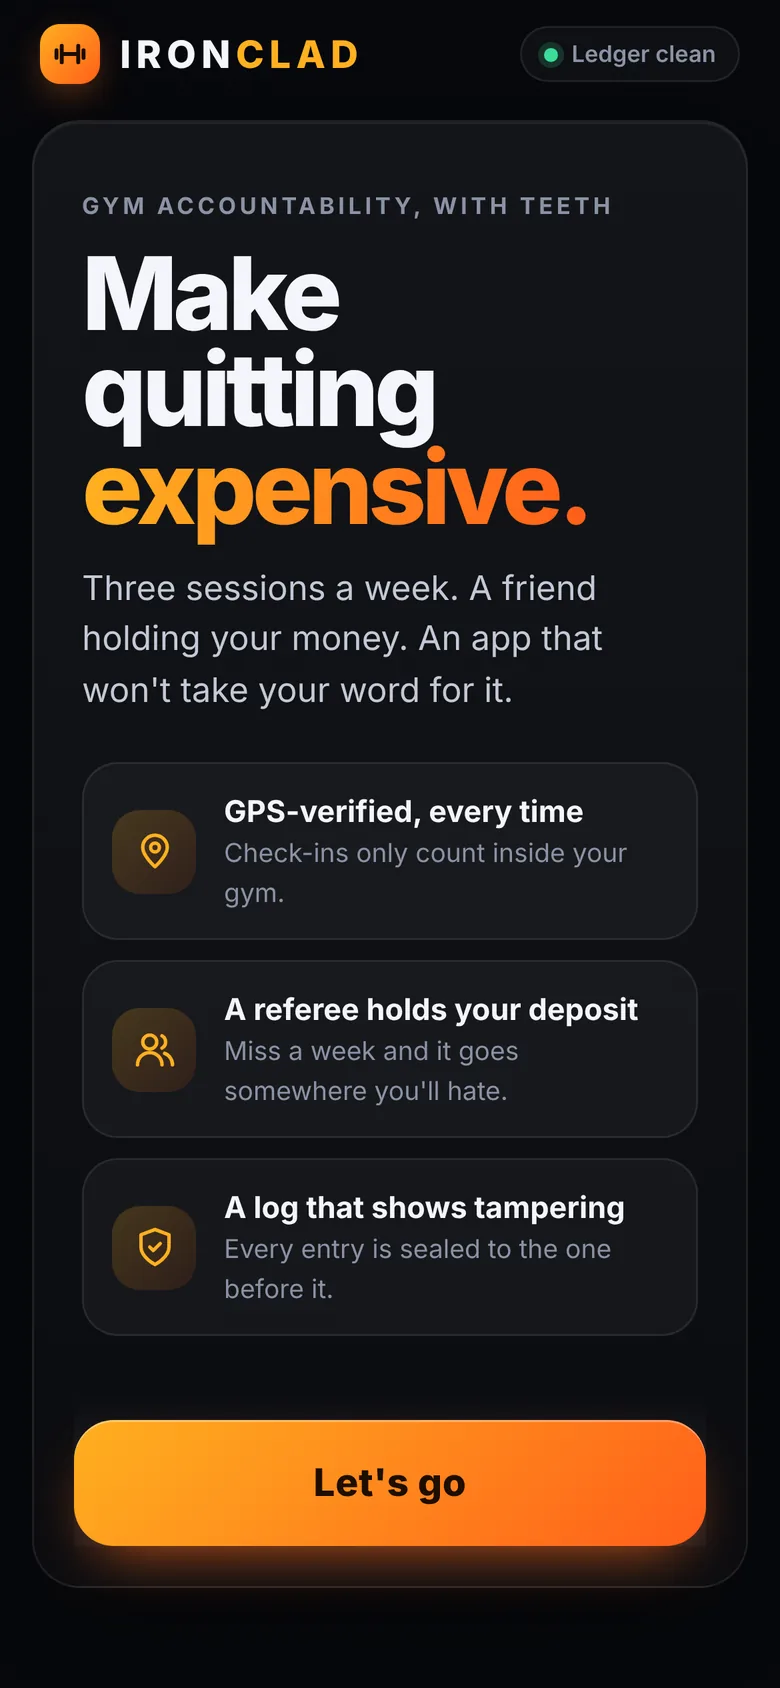 IRONCLAD
Ledger clean
GYM ACCOUNTABILITY, WITH TEETH
Make
quitting
expensive.
Three sessions a week. A friend
holding your money. An app that
won't take your word for it.
GPS-verified, every time
Check-ins only count inside your
gym.
A referee holds your deposit
Miss a week and it goes
somewhere you'll hate.
A log that shows tampering
Every entry is sealed to the one
before it.
Let's go